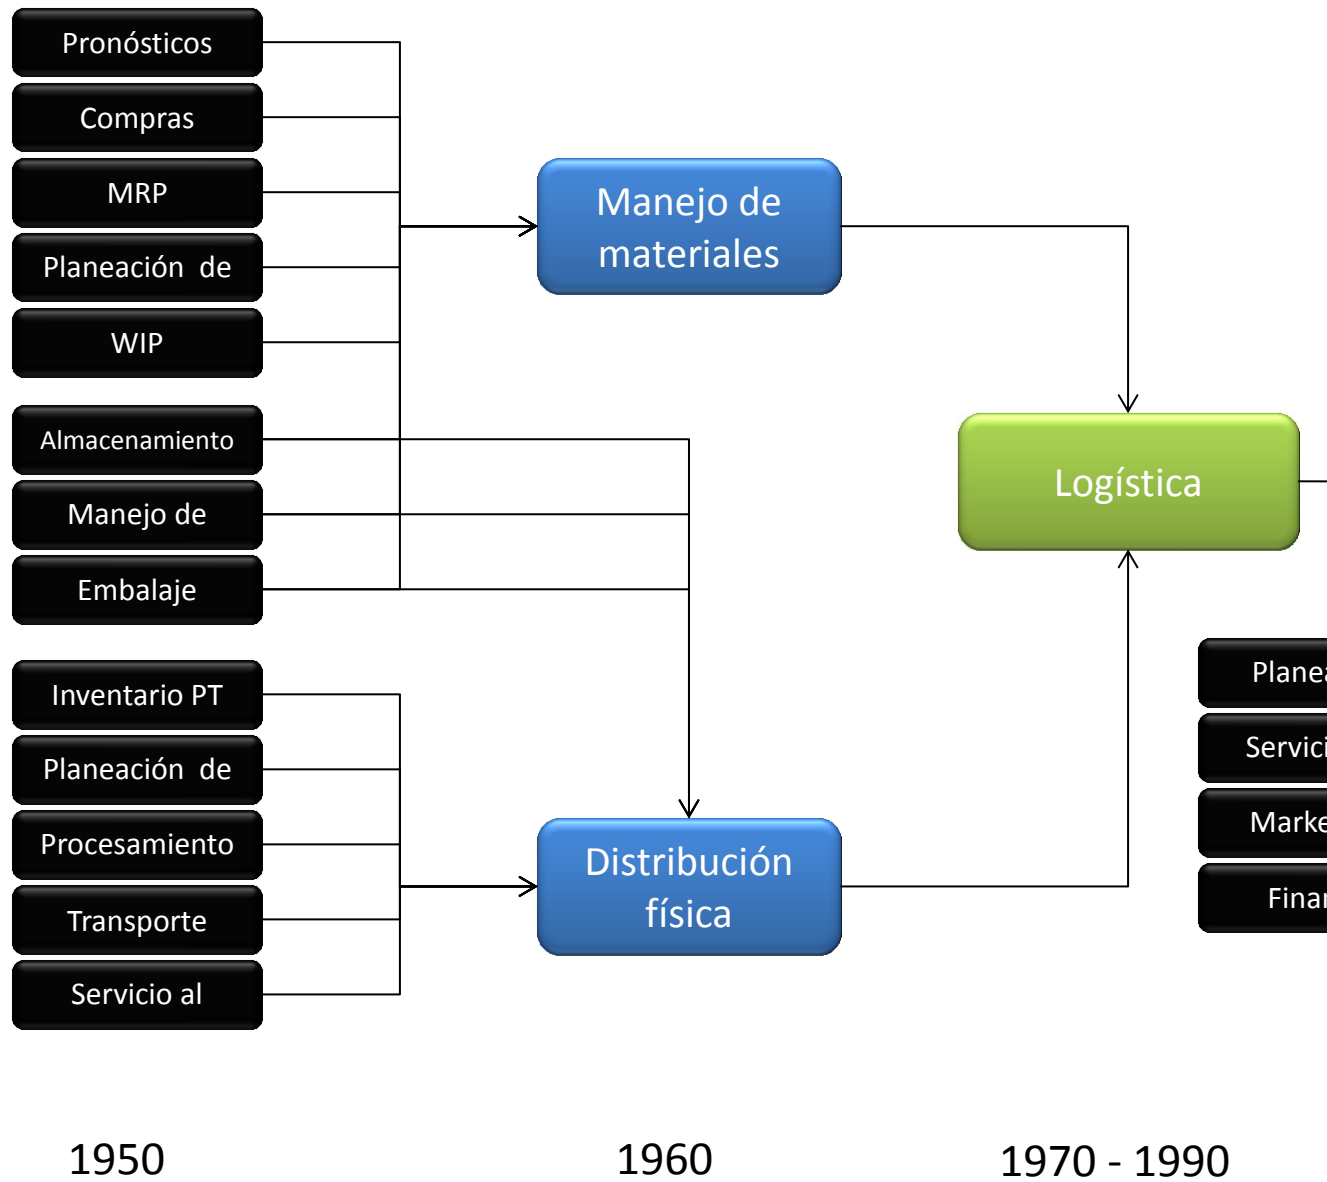 Pronósticos
Compras
MRP
Planeación de
WIP
Almacenamiento
Manejo de
Embalaje
Inventario PT
Planeación de
Procesamiento
Transporte
Servicio al
Manejo de
materiales
Distribución
física
Logística
1950
1960
1970 - 1990